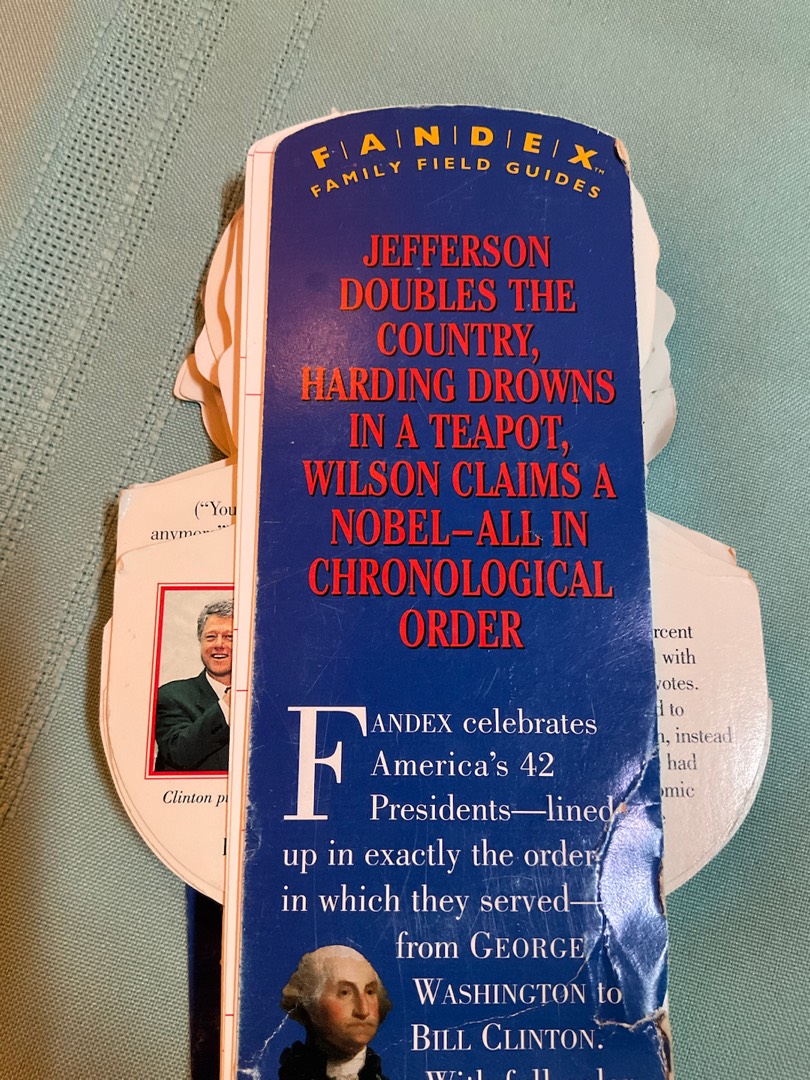 F|A|N|D|E|X™
FAMILY FIELD GUIDES
JEFFERSON
DOUBLES THE
COUNTRY,
HARDING DROWNS
IN A TEAPOT,
WILSON CLAIMS A
NOBEL–ALL IN
CHRONOLOGICAL
ORDER
FANDEX celebrates
America's 42
Presidents—lined
up in exactly the order
in which they served—
from GEORGE
WASHINGTON to
BILL CLINTON.
("You
Clinton
with
votes.
to
instead
had